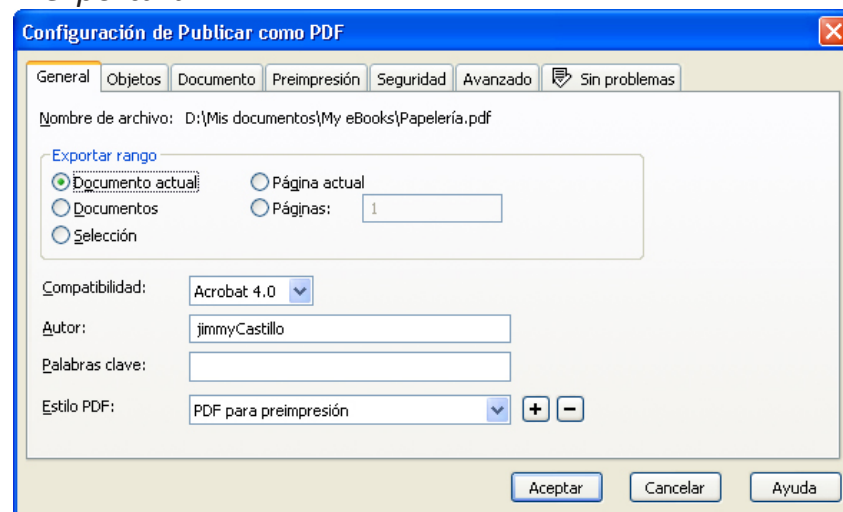 Configuración de Publicar como PDF
General Objetos Documento Preimpresión Seguridad Avanzado Sin problemas
Nombre de archivo: D:\Mis documentos\My eBooks\Papelería.pdf
Exportar rango
Documento actual Página actual
Documentos Páginas: 1
Selección
Compatibilidad: Acrobat 4.0
Autor: jimmyCastillo
Palabras clave:
Estilo PDF: PDF para preimpresión
Aceptar Cancelar Ayuda